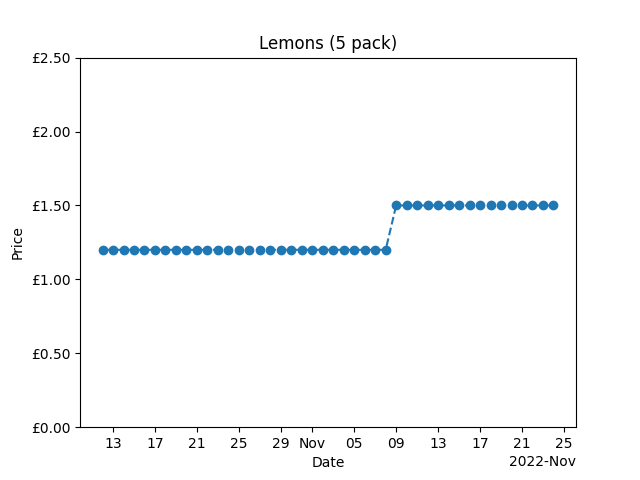 Lemons (5 pack)
£2.50
£2.00
£1.50
£1.00
£0.50
£0.00
Price
13 17 21 25 29 Nov 05 09 13 17 21 25
Date
2022-Nov